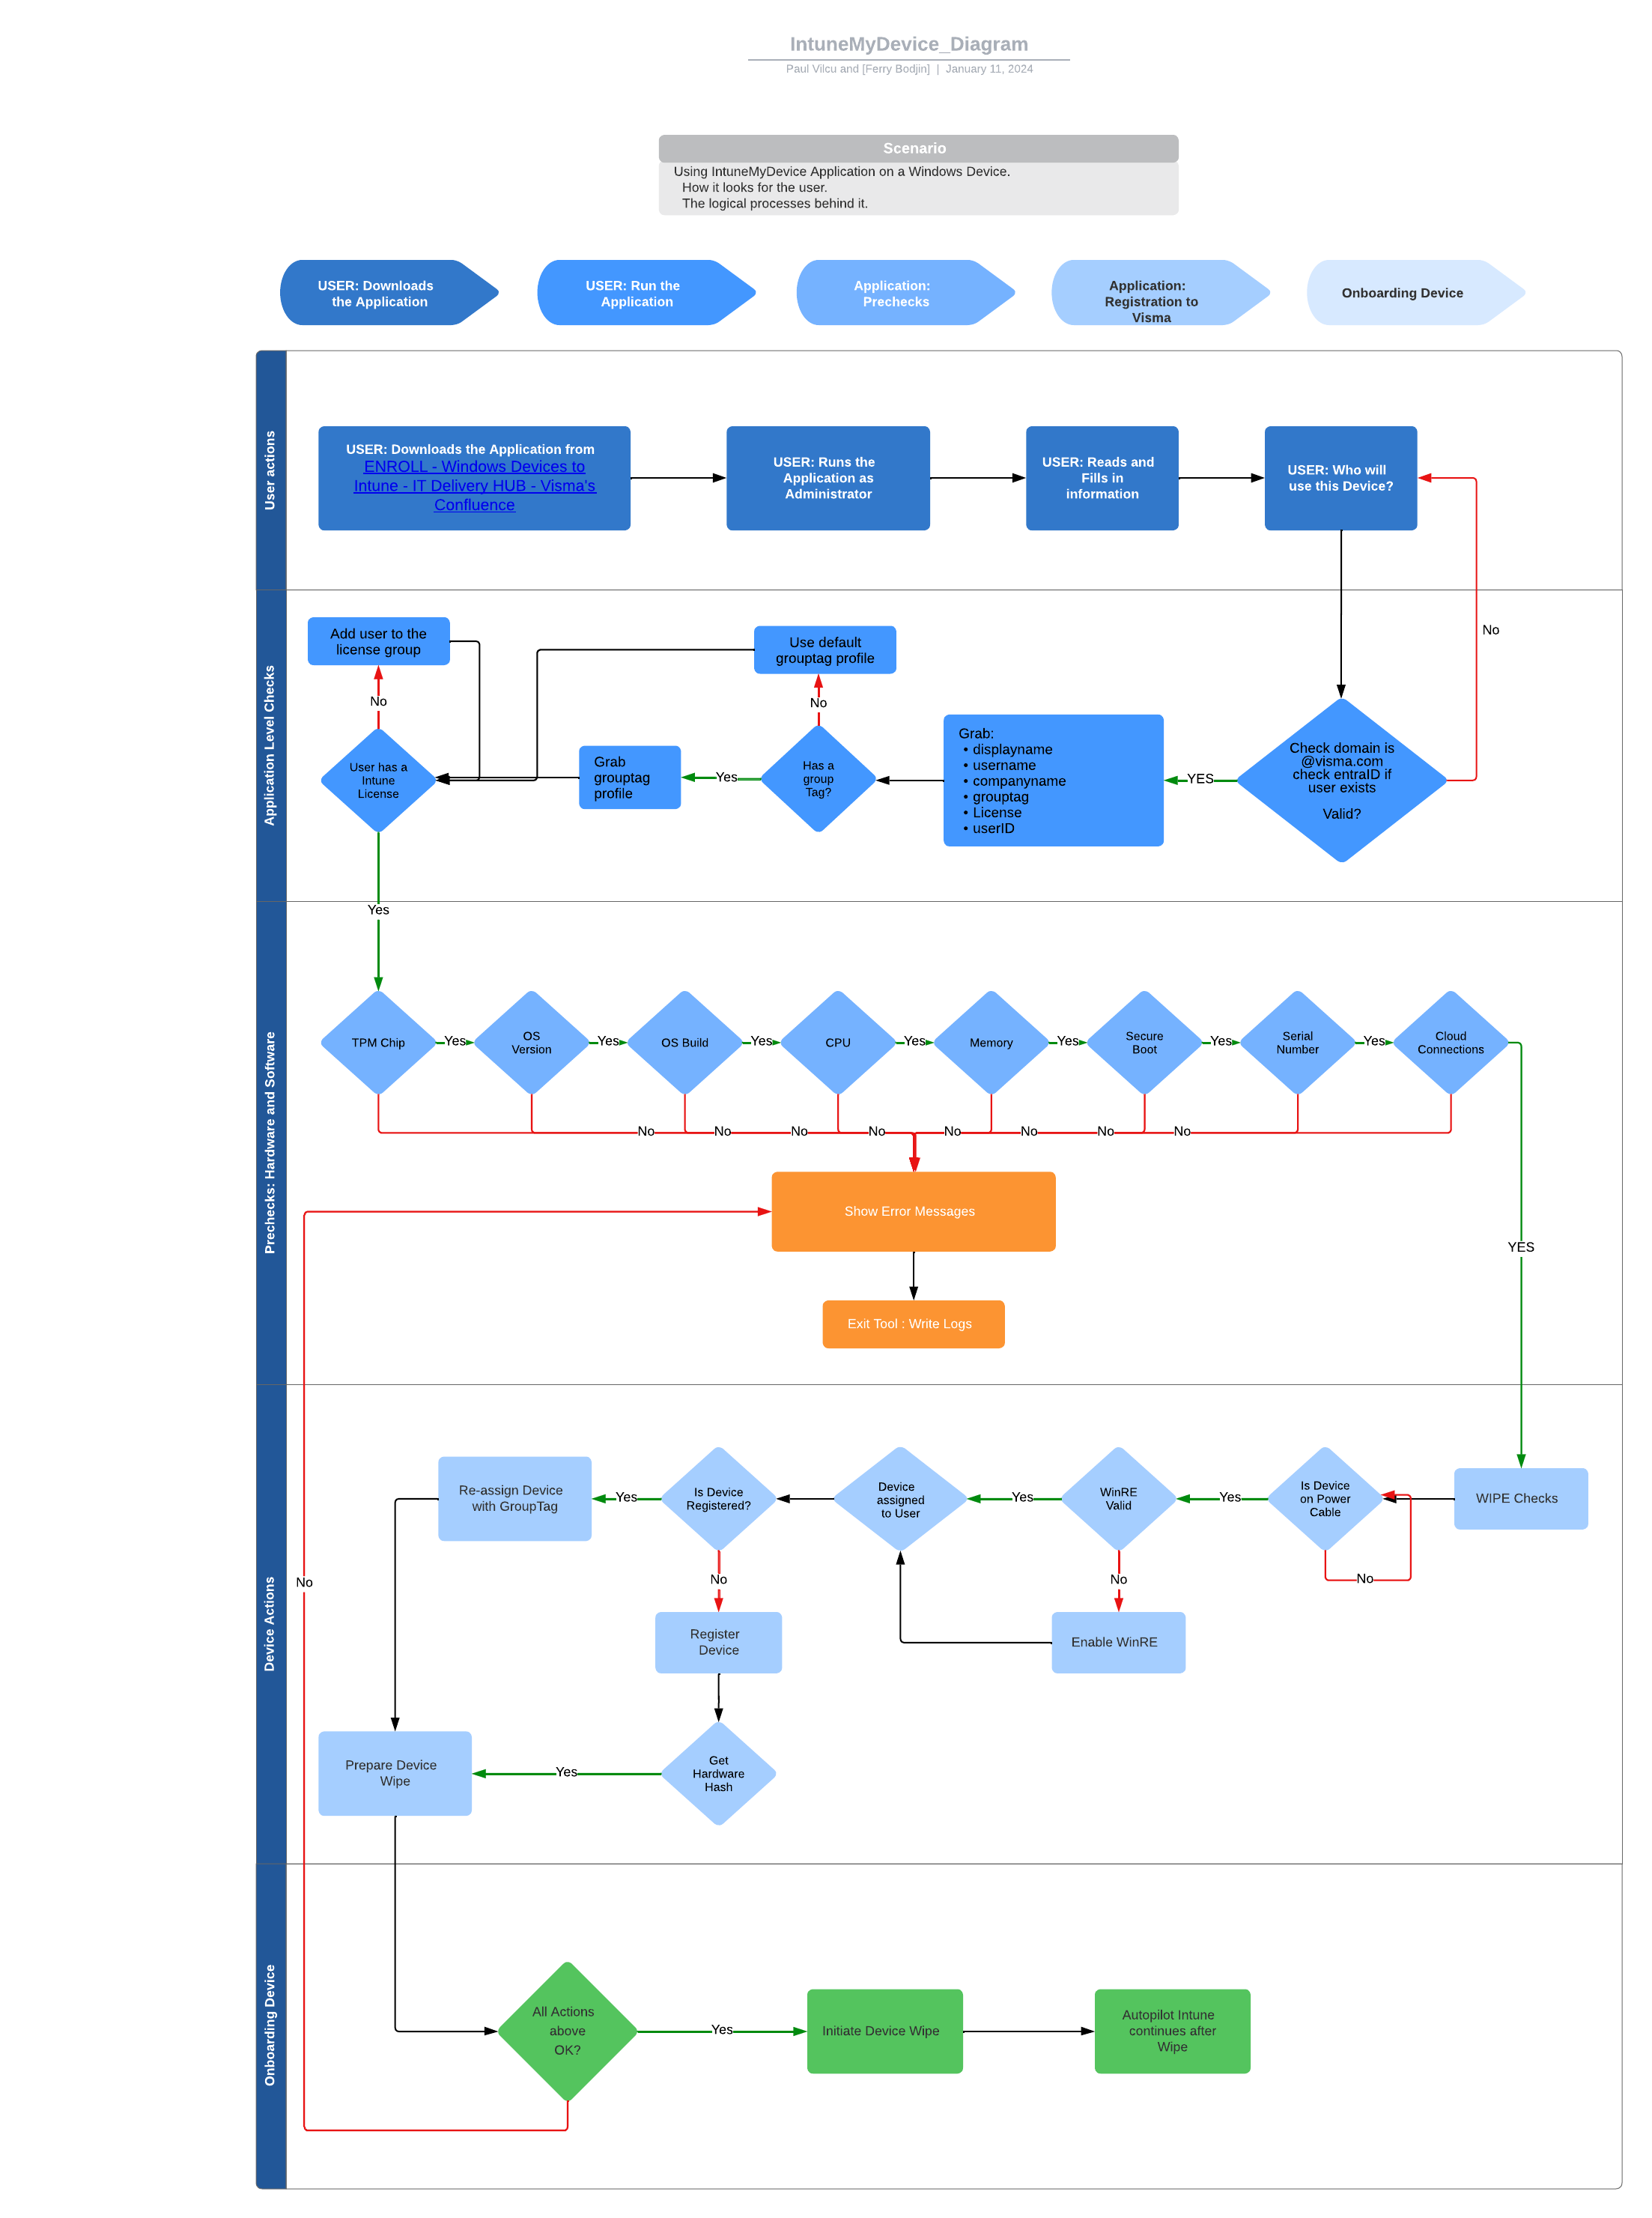 IntuneMyDevice_Diagram
Paul Vilcu and [Ferry Bodjin] | January 11, 2024
Scenario
Using IntuneMyDevice Application on a Windows Device.
How it looks for the user.
The logical processes behind it.
USER: Downloads
the Application
USER: Run the
Application
Application:
Prechecks
Application:
Registration to
Visma
Onboarding Device
User actions
USER: Downloads the Application from
ENROLL - Windows Devices to
Intune - IT Delivery HUB - Visma's
Confluence
USER: Runs the
Application as
Administrator
USER: Reads and
Fills in
information
USER: Who will
use this Device?
No
Application Level Checks
Add user to the
license group
No
User has a
Intune
License
Use default
grouptag profile
No
Grab
grouptag
profile
Yes
Has a
group
Tag?
Grab:
• displayname
• username
• companyname
• grouptag
• License
• userID
YES
Check domain is
@visma.com
check entraID if
user exists
Valid?
Yes
Prechecks: Hardware and Software
TPM Chip
Yes
OS
Version
Yes
OS Build
Yes
CPU
Yes
Memory
Yes
Secure
Boot
Yes
Serial
Number
Yes
Cloud
Connections
No
No
No
No
No
No
No
No
Show Error Messages
YES
Exit Tool : Write Logs
Device Actions
Re-assign Device
with GroupTag
Yes
Is Device
Registered?
Device
assigned
to User
Yes
WinRE
Valid
Yes
Is Device
on Power
Cable
WIPE Checks
No
No
No
No
Register
Device
Enable WinRE
Prepare Device
Wipe
Yes
Get
Hardware
Hash
Onboarding Device
All Actions
above
OK?
Yes
Initiate Device Wipe
Autopilot Intune
continues after
Wipe